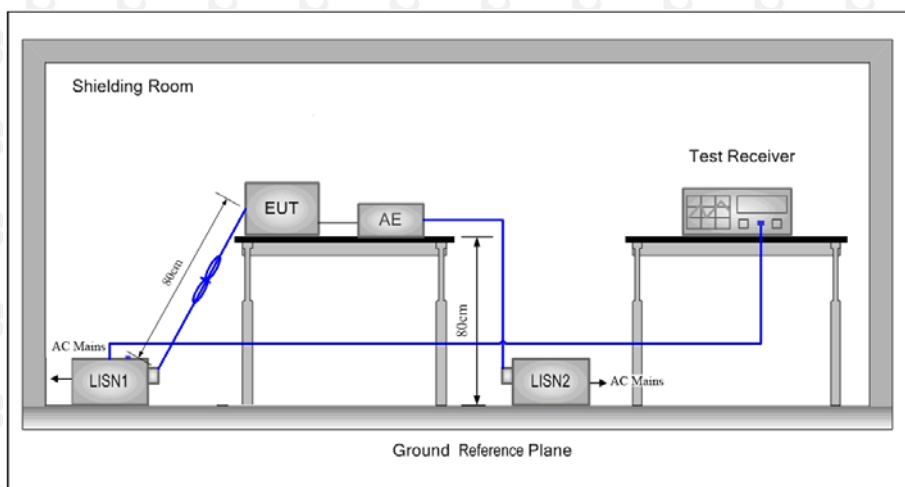 Shielding Room
Test Receiver
EUT
AE
80cm
80cm
AC Mains
LISN1
LISN2
AC Mains
Ground Reference Plane